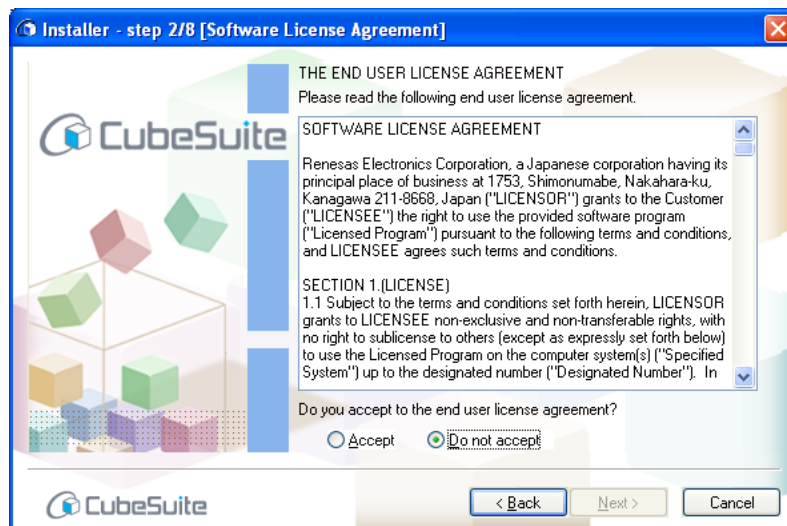 Installer - step 2/8 [Software License Agreement]
CubeSuite
THE END USER LICENSE AGREEMENT
Please read the following end user license agreement.
SOFTWARE LICENSE AGREEMENT
Renesas Electronics Corporation, a Japanese corporation having its
principal place of business at 1753, Shimonumabe, Nakahara-ku,
Kanagawa 211-8668, Japan ("LICENSOR") grants to the Customer
("LICENSEE") the right to use the provided software program
("Licensed Program") pursuant to the following terms and conditions,
and LICENSEE agrees such terms and conditions.
SECTION 1.(LICENSE)
1.1 Subject to the terms and conditions set forth herein, LICENSOR
grants to LICENSEE non-exclusive and non-transferable rights, with
no right to sublicense to others (except as expressly set forth below)
to use the Licensed Program on the computer system(s) ("Specified
System") up to the designated number ("Designated Number").  In
Do you accept to the end user license agreement?
Accept Do not accept
CubeSuite
< Back Next > Cancel